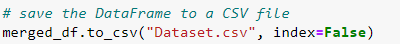 # save the DataFrame to a CSV file
merged_df.to_csv("Dataset.csv", index=False)